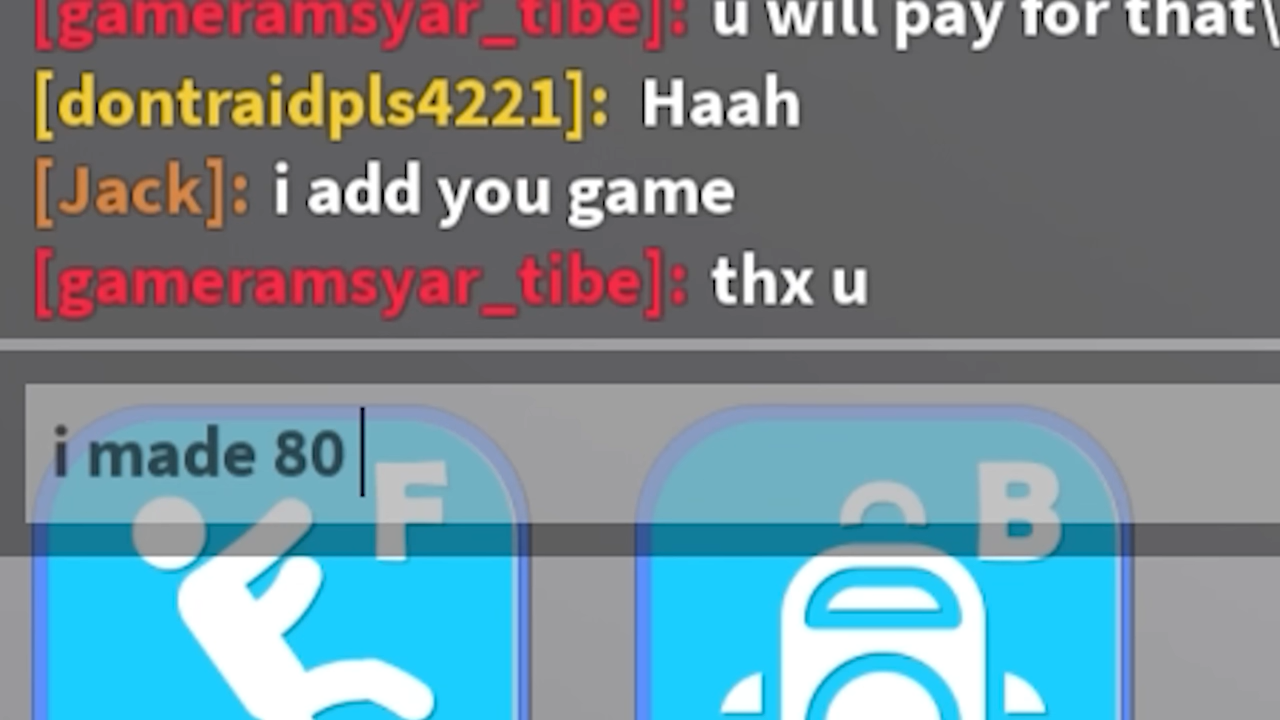 [gameramsyar_tibe]: u will pay for that\
[dontraidpls4221]: Haah
[Jack]: i add you game
[gameramsyar_tibe]: thx u
i made 80
F
B